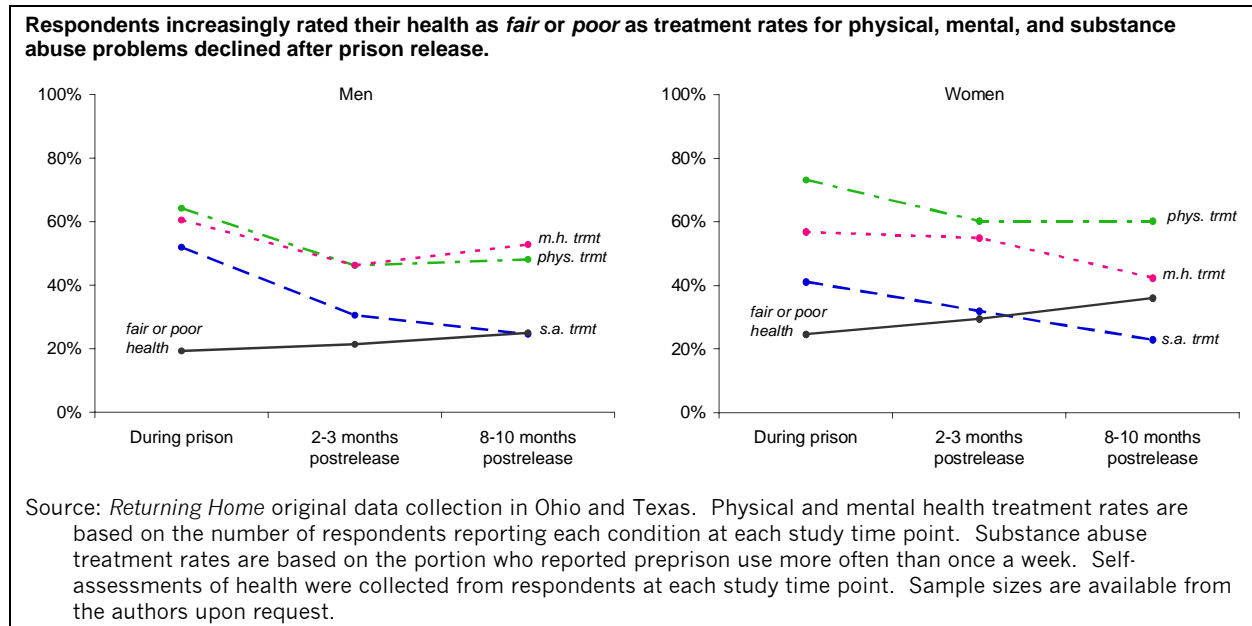 Respondents increasingly rated their health as fair or poor as treatment rates for physical, mental, and substance
abuse problems declined after prison release.
Men
100%
80%
60%
40%
20%
0%
m.h. trmt
phys. trmt
fair or poor
health
s.a. trmt
During prison
2-3 months
postrelease
8-10 months
postrelease
Women
100%
80%
60%
40%
20%
0%
phys. trmt
m.h. trmt
fair or poor
health
s.a. trmt
During prison
2-3 months
postrelease
8-10 months
postrelease
Source: Returning Home original data collection in Ohio and Texas. Physical and mental health treatment rates are
based on the number of respondents reporting each condition at each study time point. Substance abuse
treatment rates are based on the portion who reported preprison use more often than once a week. Self-
assessments of health were collected from respondents at each study time point. Sample sizes are available from
the authors upon request.